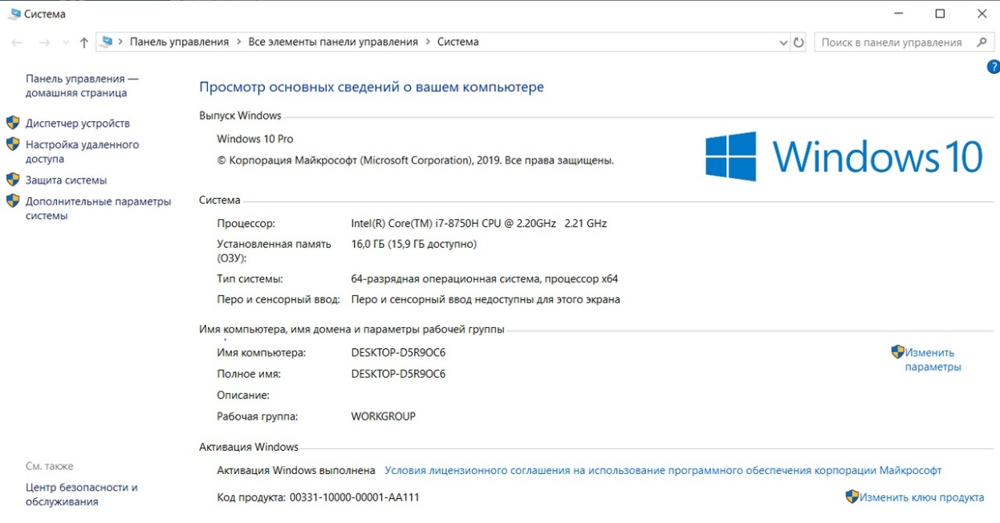 Система
Панель управления > Все элементы панели управления > Система
Поиск в панели управления
?
Панель управления —
домашняя страница
Диспетчер устройств
Настройка удаленного
доступа
Защита системы
Дополнительные параметры
системы
См. также
Центр безопасности и
обслуживания
Просмотр основных сведений о вашем компьютере
Выпуск Windows
Windows 10 Pro
© Корпорация Майкрософт (Microsoft Corporation), 2019. Все права защищены.
Windows 10
Система
Процессор: Intel(R) Core(TM) i7-8750H CPU @ 2.20GHz 2.21 GHz
Установленная память 16,0 ГБ (15,9 ГБ доступно)
(ОЗУ):
Тип системы: 64-разрядная операционная система, процессор x64
Перо и сенсорный ввод: Перо и сенсорный ввод недоступны для этого экрана
Имя компьютера, имя домена и параметры рабочей группы
Имя компьютера: DESKTOP-D5R9OC6
Изменить
параметры
Полное имя: DESKTOP-D5R9OC6
Описание:
Рабочая группа: WORKGROUP
Активация Windows
Активация Windows выполнена Условия лицензионного соглашения на использование программного обеспечения корпорации Майкрософт
Код продукта: 00331-10000-00001-AA111 Изменить ключ продукта